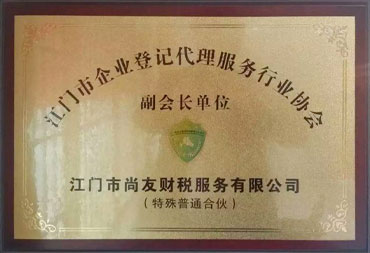 江门市企业登记代理服务行业协会
副会长单位
江门市尚友财税服务有限公司
（特殊普通合伙）